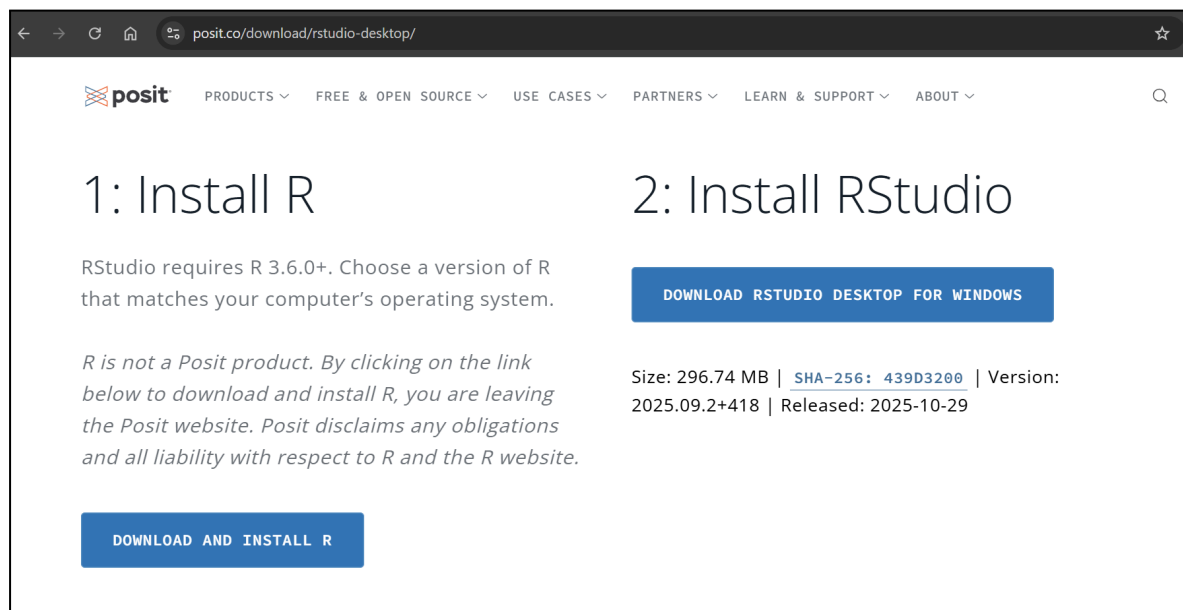 posit.co/download/rstudio-desktop/
posit
PRODUCTS
FREE & OPEN SOURCE
USE CASES
PARTNERS
LEARN & SUPPORT
ABOUT
1: Install R
RStudio requires R 3.6.0+. Choose a version of R
that matches your computer’s operating system.
R is not a Posit product. By clicking on the link
below to download and install R, you are leaving
the Posit website. Posit disclaims any obligations
and all liability with respect to R and the R website.
DOWNLOAD AND INSTALL R
2: Install RStudio
DOWNLOAD RSTUDIO DESKTOP FOR WINDOWS
Size: 296.74 MB | SHA-256: 439D3200 | Version:
2025.09.2+418 | Released: 2025-10-29